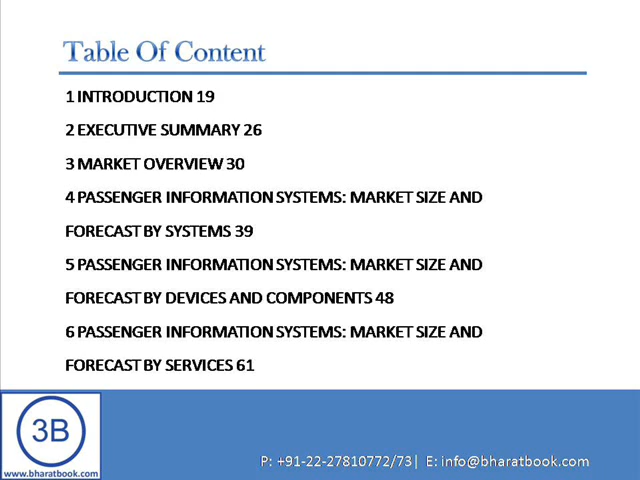 Table Of Content
1 INTRODUCTION 19
2 EXECUTIVE SUMMARY 26
3 MARKET OVERVIEW 30
4 PASSENGER INFORMATION SYSTEMS: MARKET SIZE AND
FORECAST BY SYSTEMS 39
5 PASSENGER INFORMATION SYSTEMS: MARKET SIZE AND
FORECAST BY DEVICES AND COMPONENTS 48
6 PASSENGER INFORMATION SYSTEMS: MARKET SIZE AND
FORECAST BY SERVICES 61
3B
www.bharatbook.com
P: +91-22-27810772/73| E: info@bharatbook.com